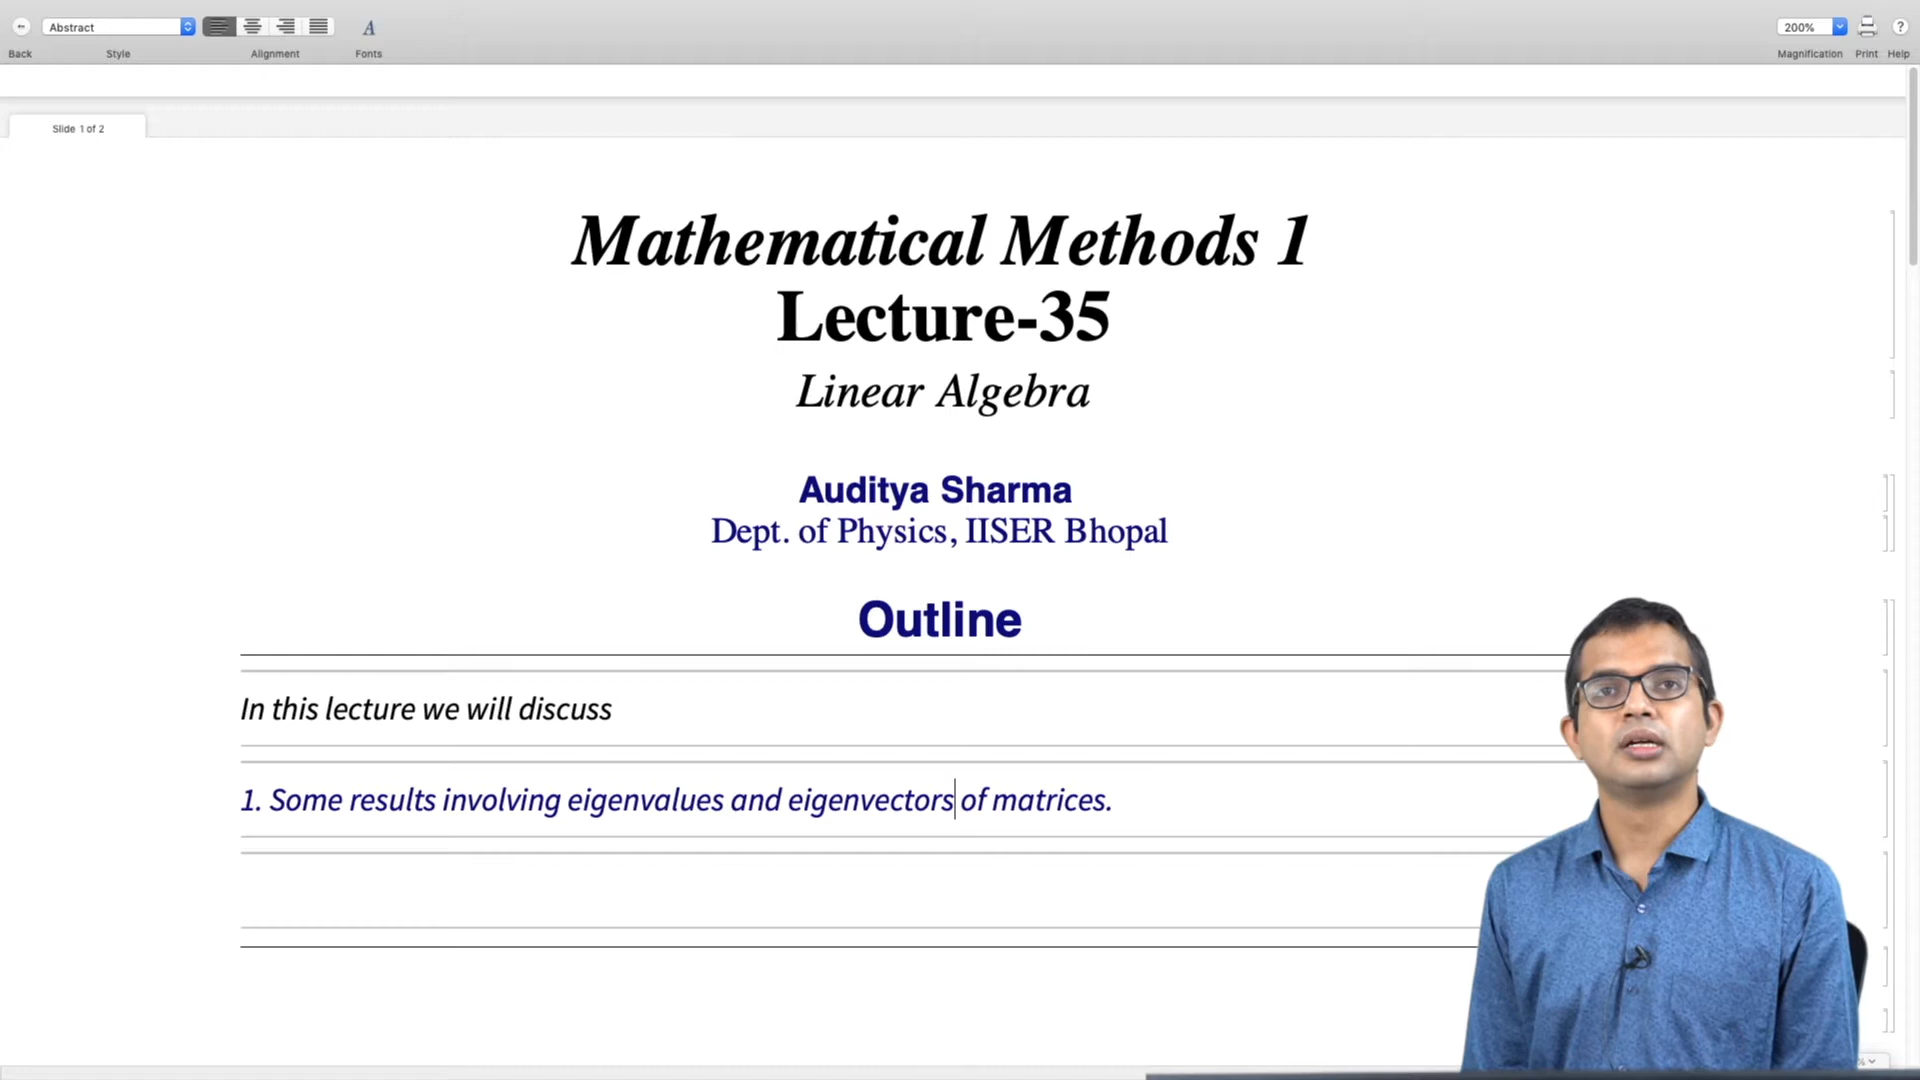 Abstract
200%
Back
Style
Alignment
Fonts
Magnification
Print
Help
Slide 1 of 2
Mathematical Methods 1
Lecture-35
Linear Algebra
Auditya Sharma
Dept. of Physics, IISER Bhopal
Outline
In this lecture we will discuss
1. Some results involving eigenvalues and eigenvectors of matrices.